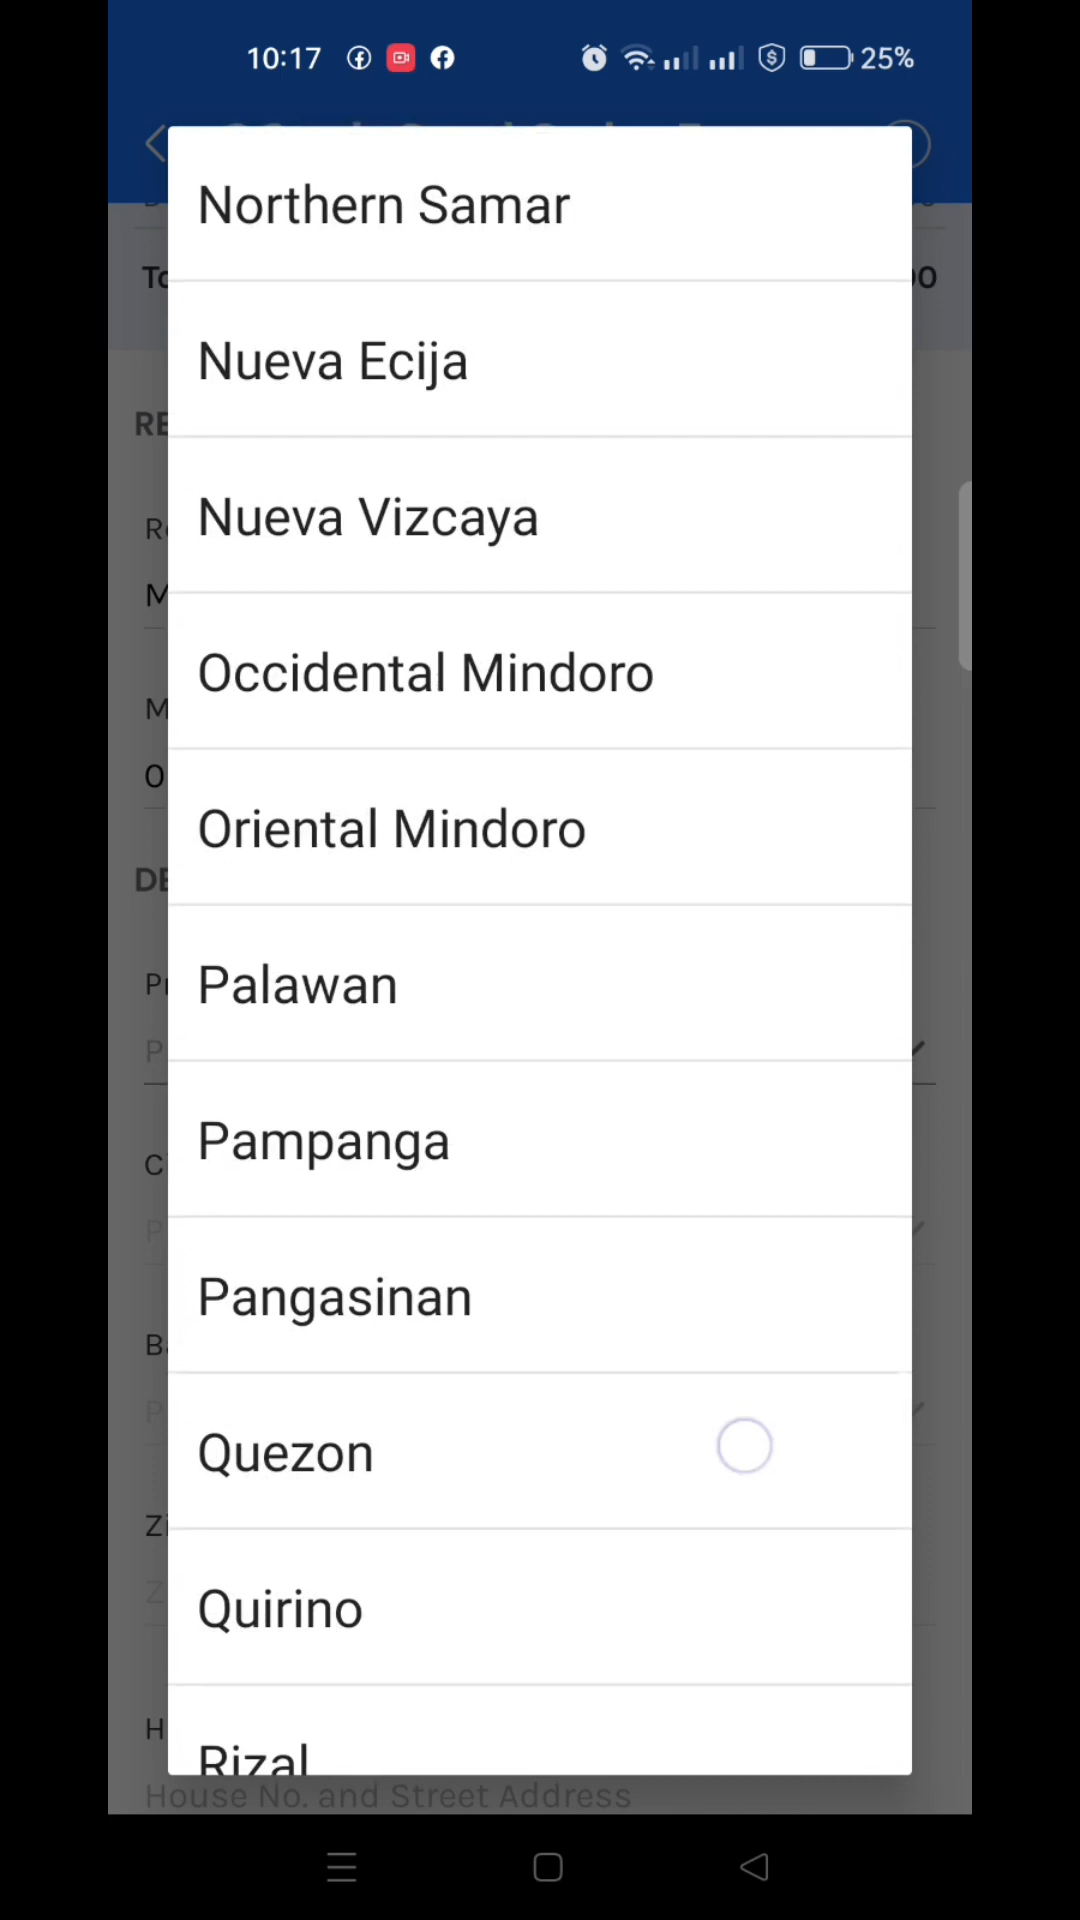 10:17 25%
Northern Samar
Nueva Ecija
Nueva Vizcaya
Occidental Mindoro
Oriental Mindoro
Palawan
Pampanga
Pangasinan
Quezon
Quirino
Rizal
House No. and Street Address